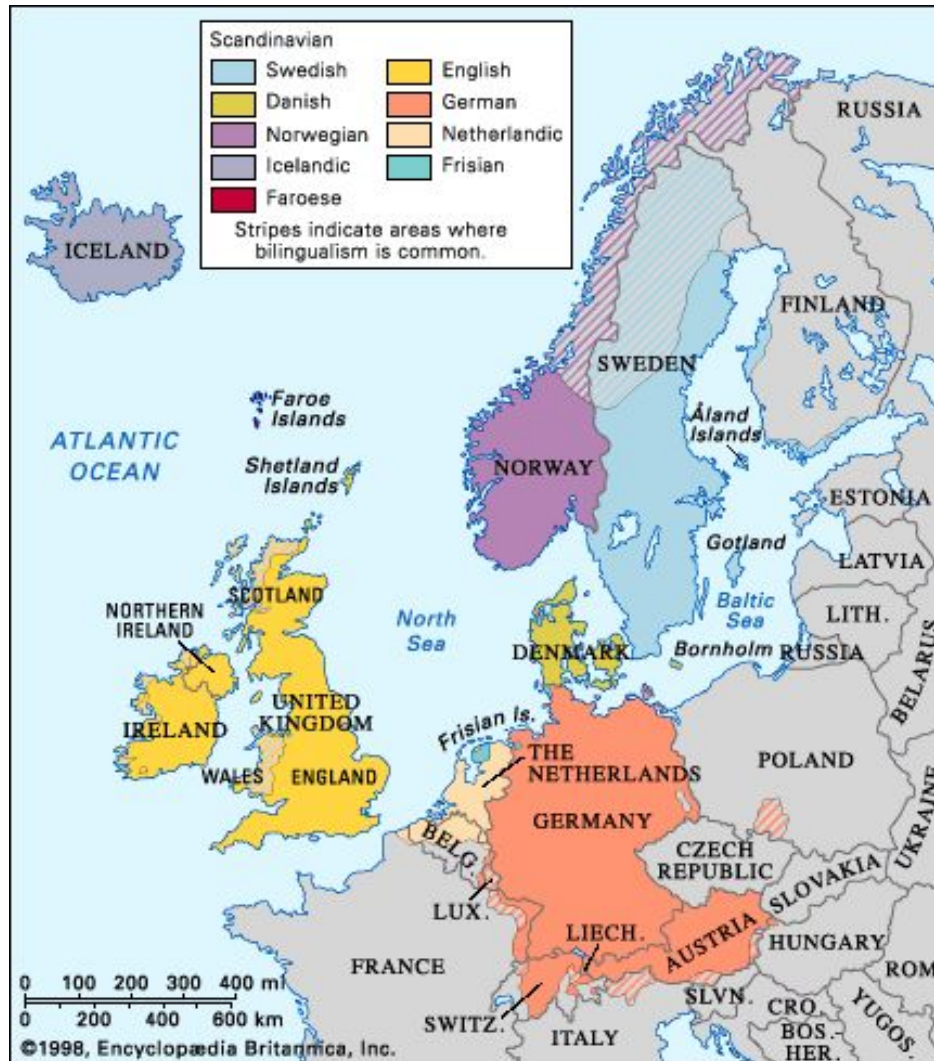 Scandinavian
Swedish
Danish
Norwegian
Icelandic
Faroese
English
German
Netherlandic
Frisian
Stripes indicate areas where
bilingualism is common.
RUSSIA
ICELAND
FINLAND
SWEDEN
Faroe
Islands
Åland
Islands
ATLANTIC
OCEAN
Shetland
Islands
NORWAY
ESTONIA
Gotland
LATVIA
SCOTLAND
NORTHERN
IRELAND
North
Sea
Baltic
Sea
LITH.
DENMARK
Bornholm
RUSSIA
BELARUS
UNITED
KINGDOM
IRELAND
Frisian Is.
WALES
ENGLAND
THE
NETHERLANDS
POLAND
GERMANY
BELG.
UKRAINE
CZECH
REPUBLIC
SLOVAKIA
LUX.
LIECH.
AUSTRIA
HUNGARY
FRANCE
ROM
SWITZ.
ITALY
SLVN.
CRO.
BOS.-
HER.
YUGOS.
0 100 200 300 400 mi
0 200 400 600 km
©1998, Encyclopædia Britannica, Inc.